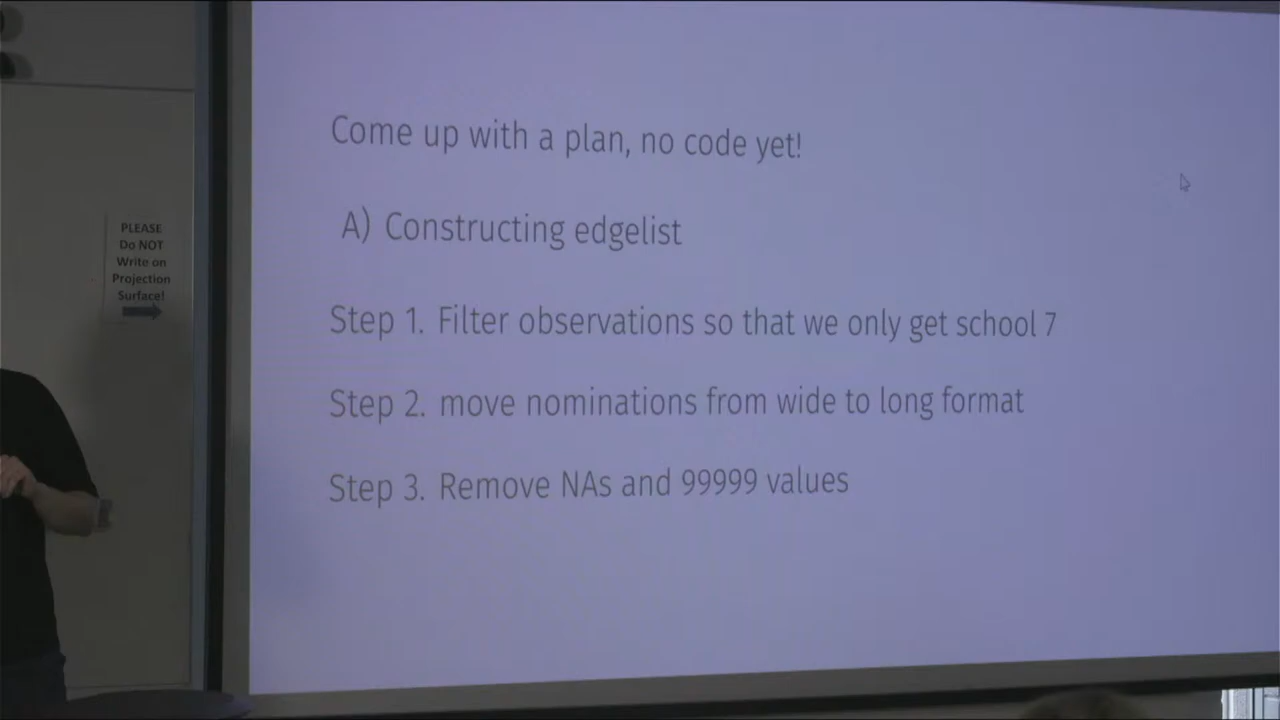 Come up with a plan, no code yet!
A) Constructing edgelist
Step 1. Filter observations so that we only get school 7
Step 2. move nominations from wide to long format
Step 3. Remove NAs and 99999 values
PLEASE
Do NOT
Write on
Projection
Surface!